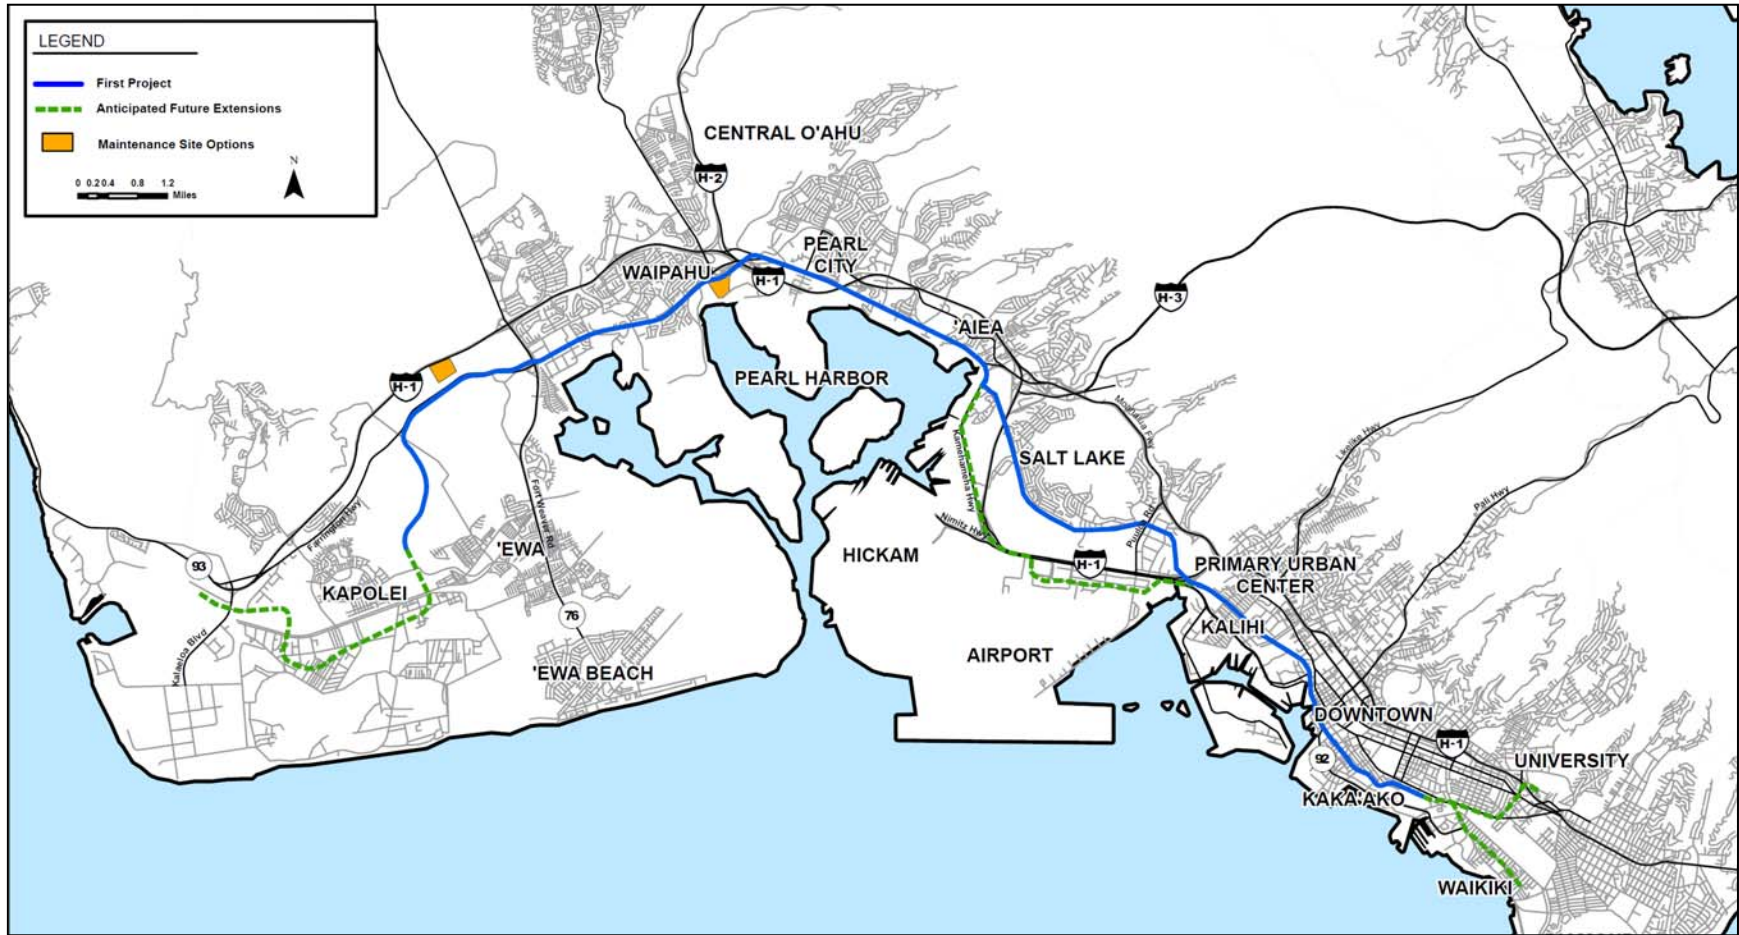 LEGEND
First Project
Anticipated Future Extensions
Maintenance Site Options
N
0 0.2 0.4 0.8 1.2
Miles
CENTRAL O'AHU
H-2
PEARL
CITY
WAIPAHU
H-1
H-3
'AIEA
PEARL HARBOR
H-1
Moanalua Fwy
Likelike Hwy
Kamehameha Hwy
SALT LAKE
Pali Hwy
Fort Weaver Rd
Farrington Hwy
Nimitz Hwy
Puuloa Rd
'EWA
HICKAM
H-1
93
PRIMARY URBAN
CENTER
KAPOLEI
76
KALIHI
Kalaeloa Blvd
AIRPORT
'EWA BEACH
DOWNTOWN
H-1
92
UNIVERSITY
KAKA'AKO
WAIKIKI